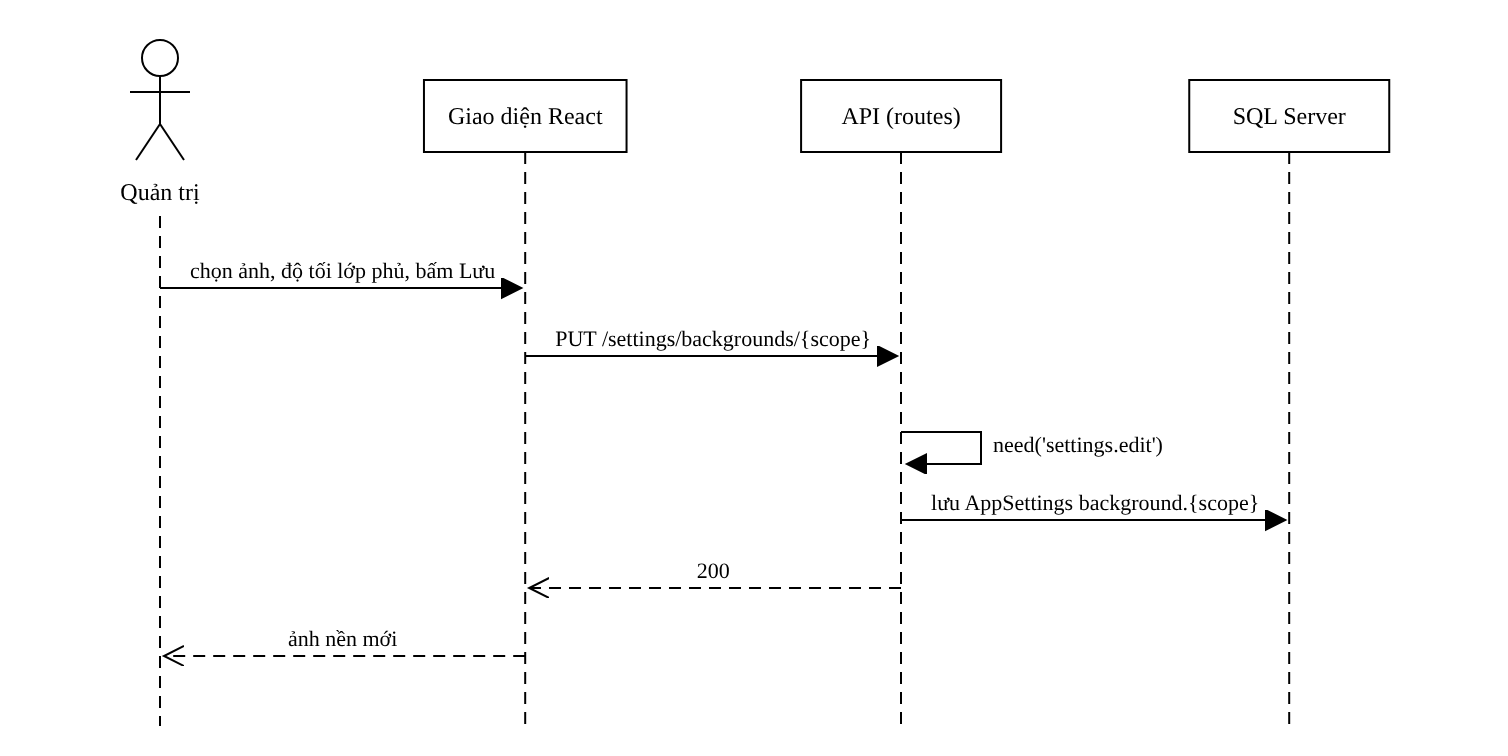 Giao diện React
API (routes)
SQL Server
Quản trị
chọn ảnh, độ tối lớp phủ, bấm Lưu
PUT /settings/backgrounds/{scope}
need('settings.edit')
lưu AppSettings background.{scope}
200
ảnh nền mới